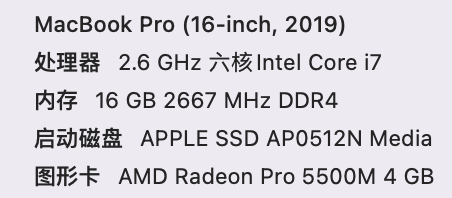 MacBook Pro (16-inch, 2019)
处理器 2.6 GHz 六核Intel Core i7
内存 16 GB 2667 MHz DDR4
启动磁盘 APPLE SSD AP0512N Media
图形卡 AMD Radeon Pro 5500M 4 GB